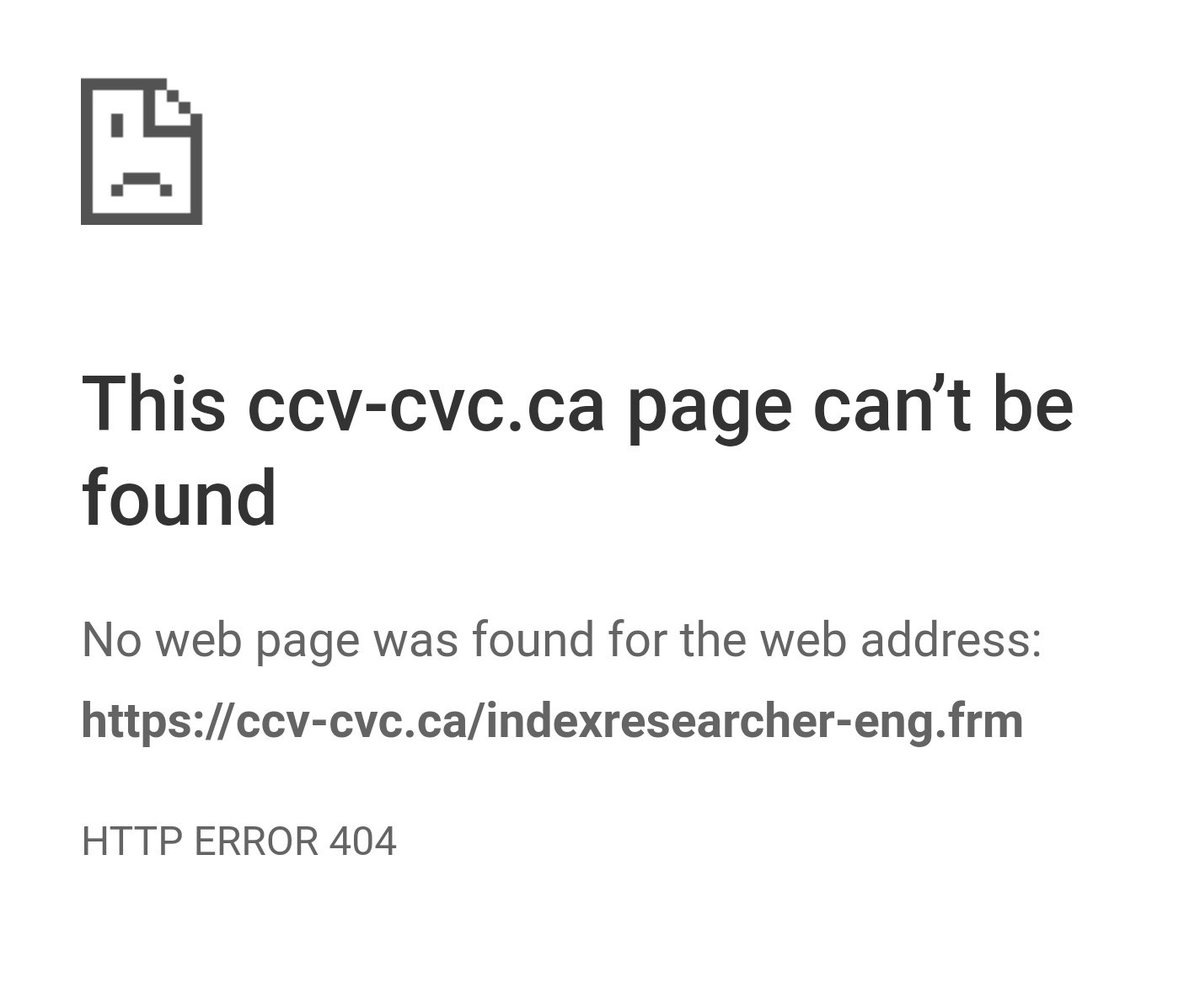 This ccv-cvc.ca page can’t be
found
No web page was found for the web address:
https://ccv-cvc.ca/indexresearcher-eng.frm
HTTP ERROR 404